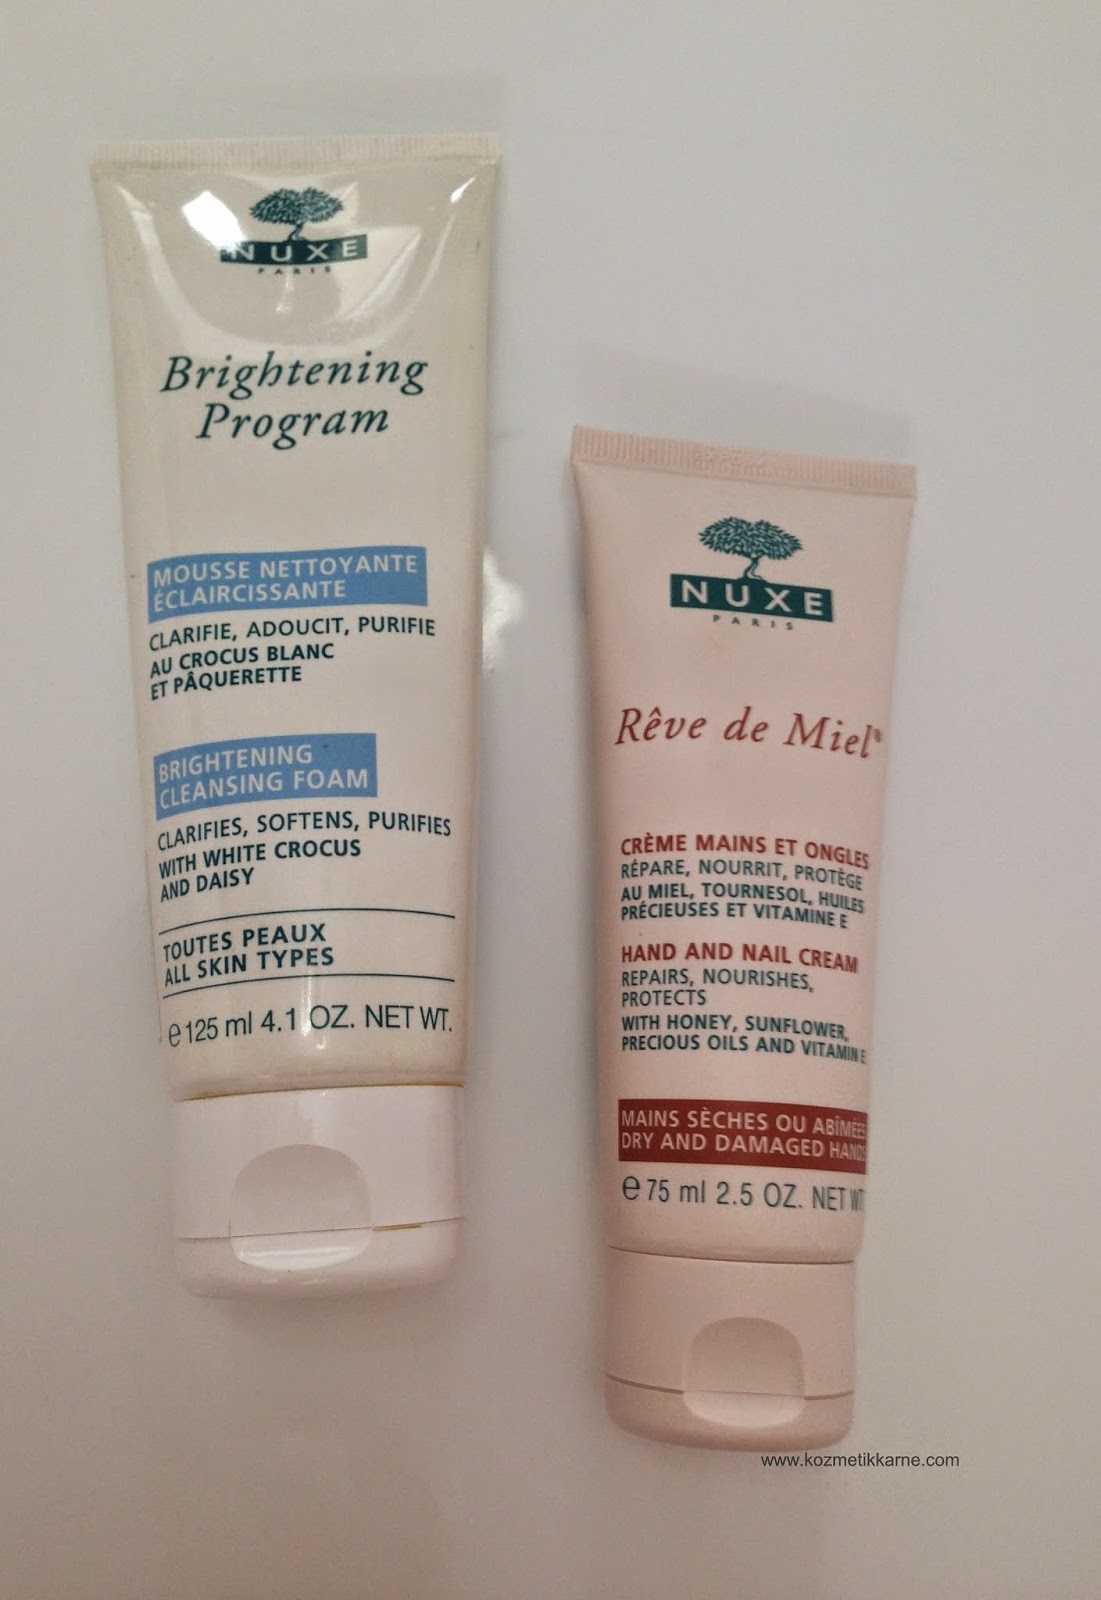 NUXE
PARIS
Brightening
Program
MOUSSE NETTOYANTE
ÉCLAIRCISSANTE
CLARIFIE, ADOUCIT, PURIFIE
AU CROCUS BLANC
ET PÂQUERETTE
BRIGHTENING
CLEANSING FOAM
CLARIFIES, SOFTENS, PURIFIES
WITH WHITE CROCUS
AND DAISY
TOUTES PEAUX
ALL SKIN TYPES
e 125 ml 4.1 OZ. NET WT.
NUXE
PARIS
Rêve de Miel®
CRÈME MAINS ET ONGLES
RÉPARE, NOURRIT, PROTÈGE
AU MIEL, TOURNESOL, HUILES
PRÉCIEUSES ET VITAMINE E
HAND AND NAIL CREAM
REPAIRS, NOURISHES,
PROTECTS
WITH HONEY, SUNFLOWER,
PRECIOUS OILS AND VITAMIN E
MAINS SÈCHES OU ABÎMÉES
DRY AND DAMAGED HANDS
e 75 ml 2.5 OZ. NET WT
www.kozmetikkarne.com